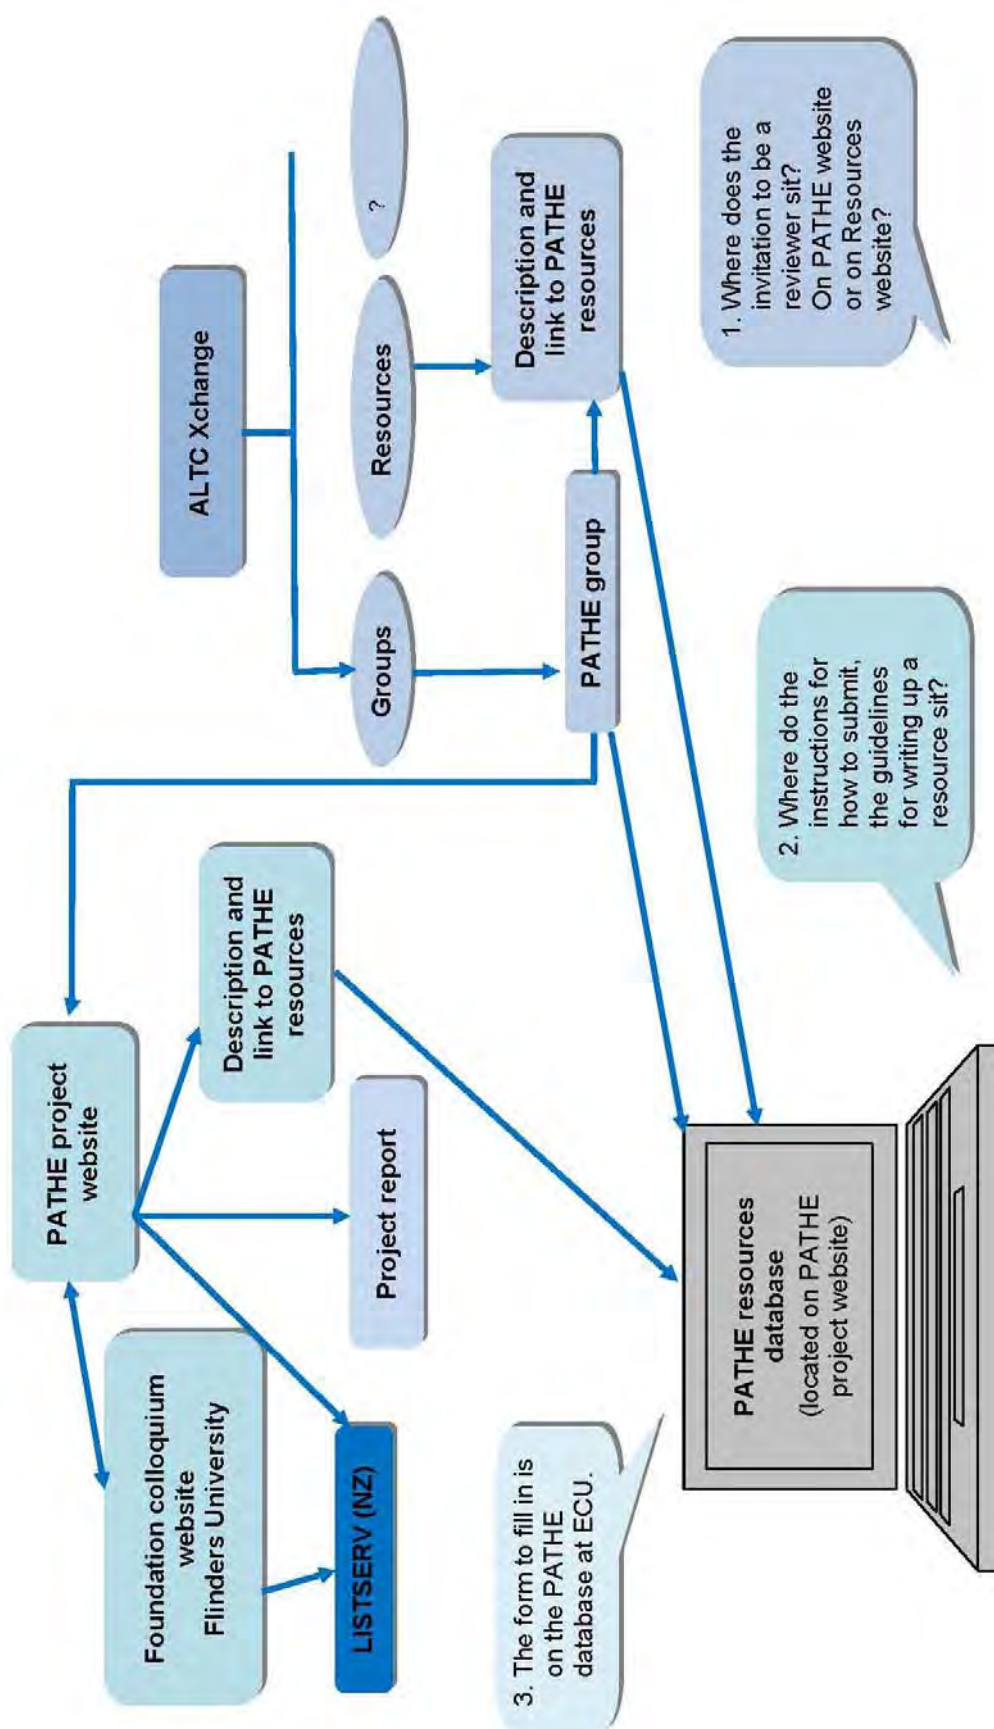 Foundation colloquium
website
Flinders University
PATHE project
website
ALTC Xchange
LISTSERV (NZ)
Project report
Description and
link to PATHE
resources
Groups
Resources
?
PATHE group
Description and
link to PATHE
resources
3. The form to fill in is
on the PATHE
database at ECU.
PATHE resources
database
(located on PATHE
project website)
2. Where do the
instructions for
how to submit,
the guidelines
for writing up a
resource sit?
1. Where does the
invitation to be a
reviewer sit?
On PATHE website
or on Resources
website?